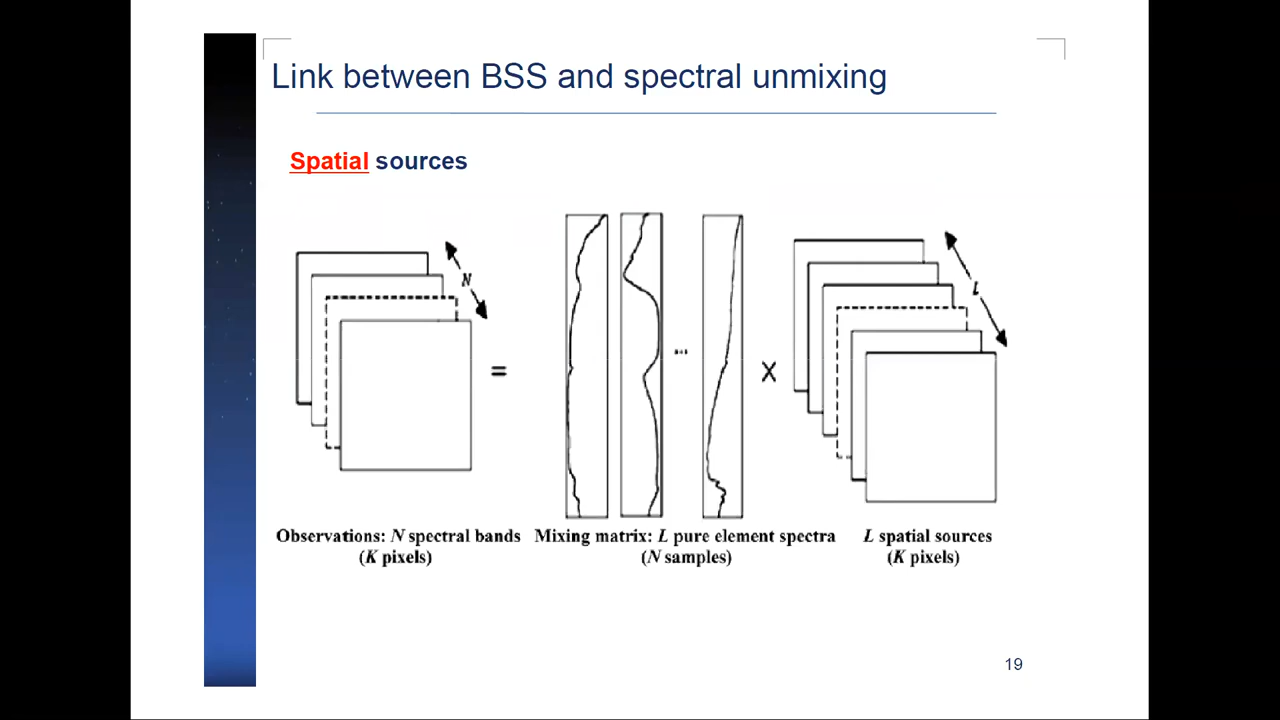 Link between BSS and spectral unmixing
Spatial sources
N
=
...
X
L
Observations: N spectral bands
(K pixels)
Mixing matrix: L pure element spectra
(N samples)
L spatial sources
(K pixels)
19